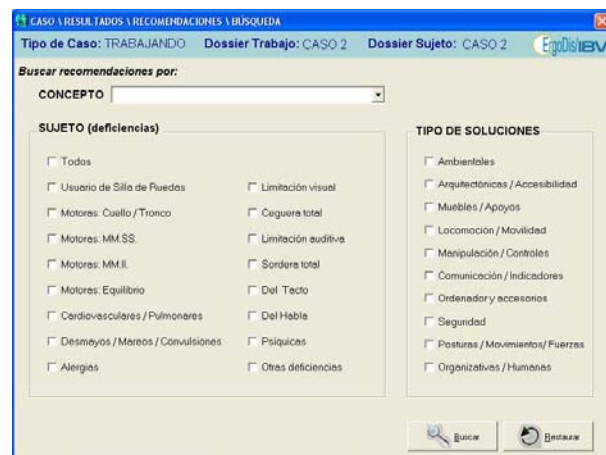 CASO \ RESULTADOS \ RECOMENDACIONES \ BÚSQUEDA
Tipo de Caso: TRABAJANDO Dossier Trabajo: CASO 2 Dossier Sujeto: CASO 2 ErgoDis/IBV
Buscar recomendaciones por:
CONCEPTO
SUJETO (deficiencias)
Todos
Usuario de Silla de Ruedas
Motoras: Cuello / Tronco
Motoras: MM.SS.
Motoras: MM.II.
Motoras: Equilibrio
Cardiovasculares / Pulmonares
Desmayos / Mareos / Convulsiones
Alergias
Limitación visual
Ceguera total
Limitación auditiva
Sordera total
Del Tacto
Del Habla
Psíquicas
Otras deficiencias
TIPO DE SOLUCIONES
Ambientales
Arquitectónicas / Accesibilidad
Muebles / Apoyos
Locomoción / Movilidad
Manipulación / Controles
Comunicación / Indicadores
Ordenador y accesorios
Seguridad
Posturas / Movimientos / Fuerzas
Organizativas / Humanas
Buscar
Restaurar